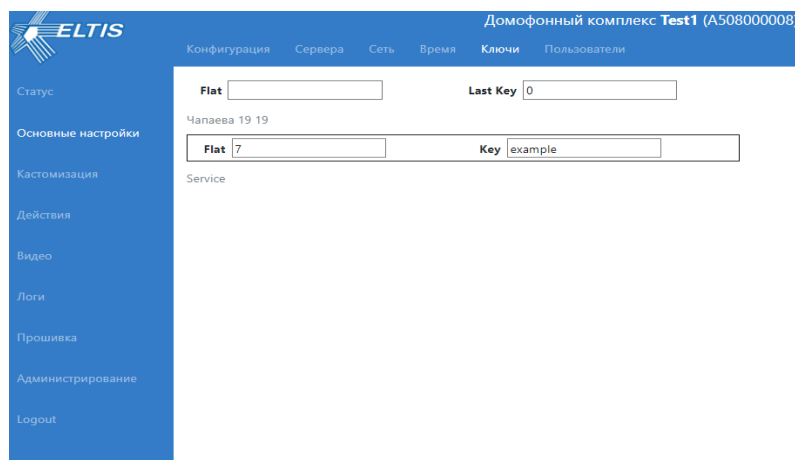 ELTIS
Домофонный комплекс Test1 (A508000008)
Конфигурация Сервера Сеть Время Ключи Пользователи
Статус
Основные настройки
Кастомизация
Действия
Видео
Логи
Прошивка
Администрирование
Logout
Flat Last Key 0
Чапаева 19 19
Flat 7 Key example
Service